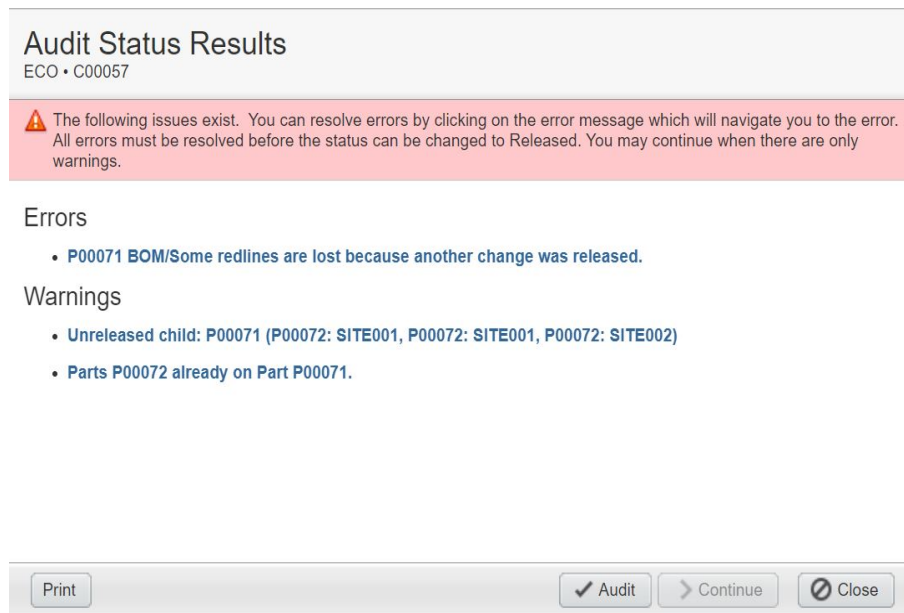 Audit Status Results
ECO • C00057
The following issues exist. You can resolve errors by clicking on the error message which will navigate you to the error.
All errors must be resolved before the status can be changed to Released. You may continue when there are only
warnings.
Errors
• P00071 BOM/Some redlines are lost because another change was released.
Warnings
• Unreleased child: P00071 (P00072: SITE001, P00072: SITE001, P00072: SITE002)
• Parts P00072 already on Part P00071.
Print Audit Continue Close